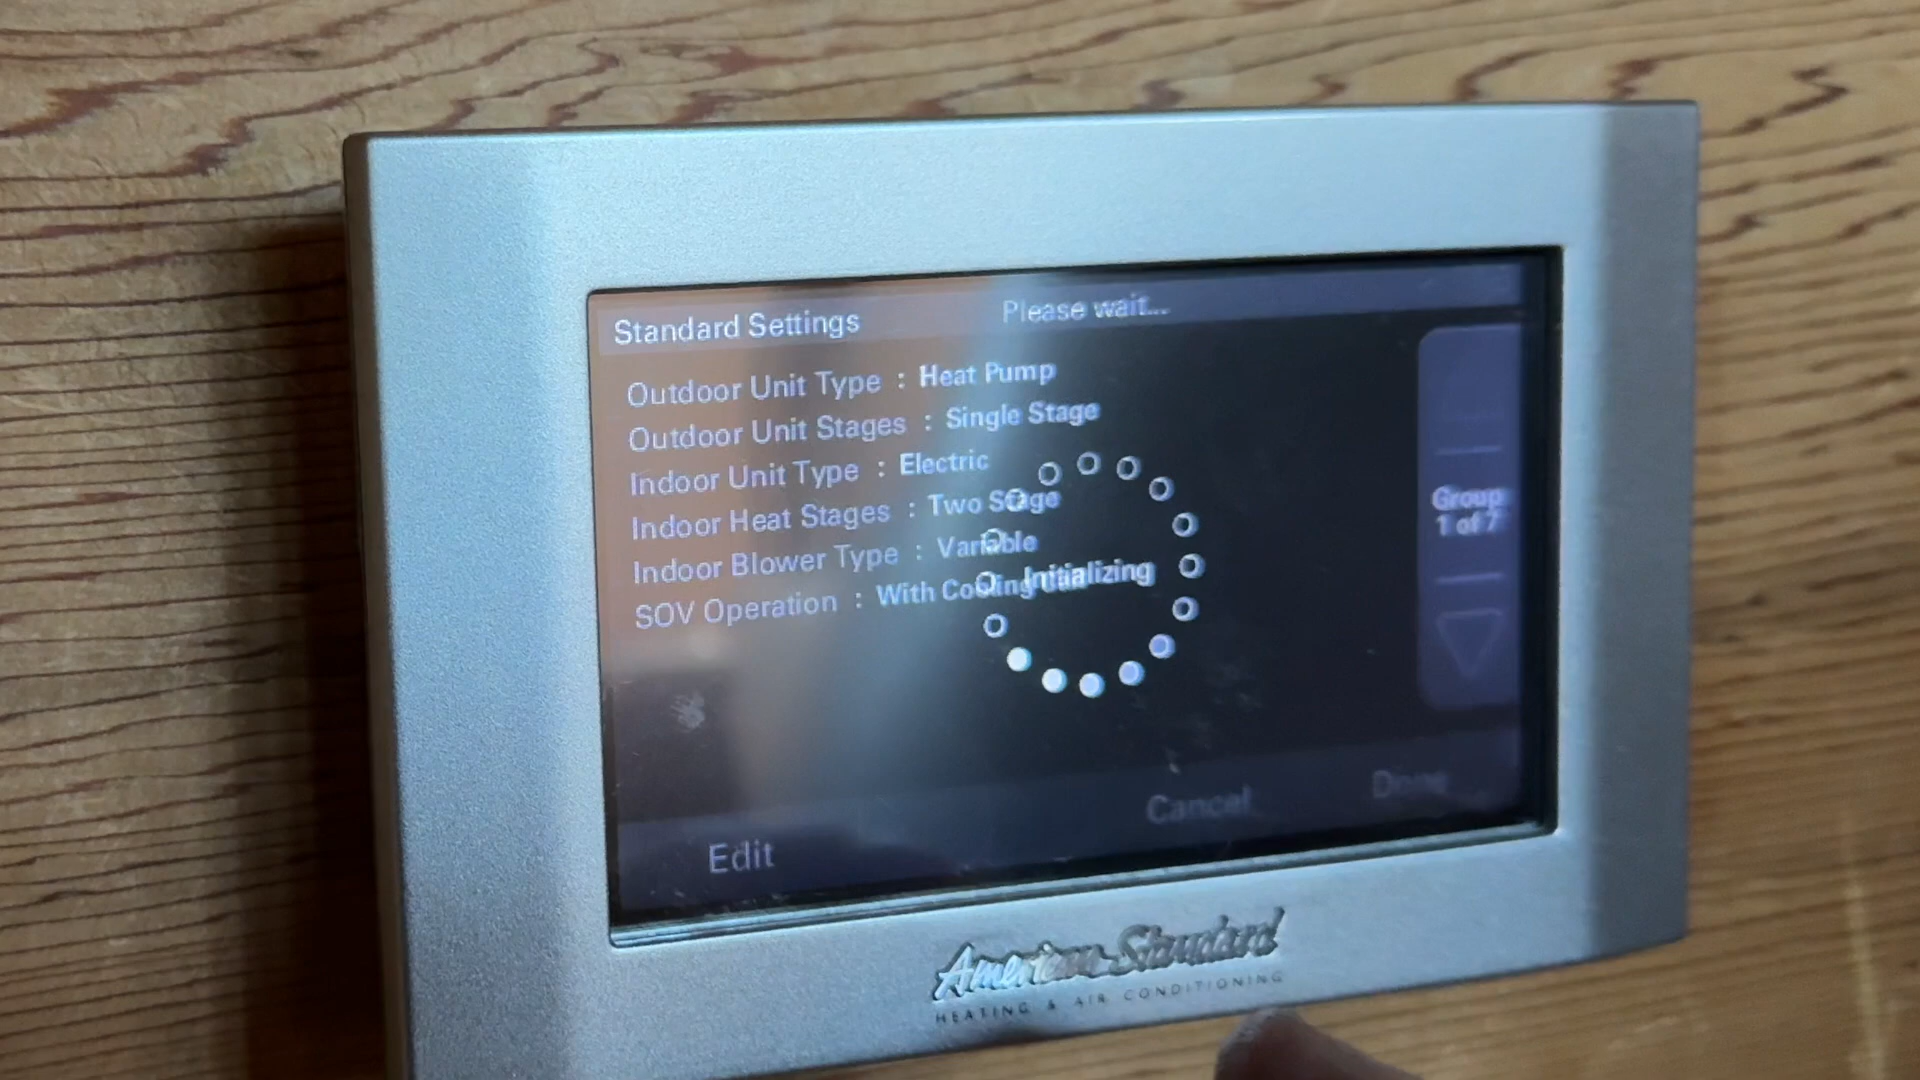 Standard Settings
Please wait...
Outdoor Unit Type : Heat Pump
Outdoor Unit Stages : Single Stage
Indoor Unit Type : Electric
Indoor Heat Stages : Two Stage
Indoor Blower Type : Variable
SOV Operation : With Cooling
Initializing
Group
1 of 7
Edit
Cancel
Done
American Standard
HEATING & AIR CONDITIONING